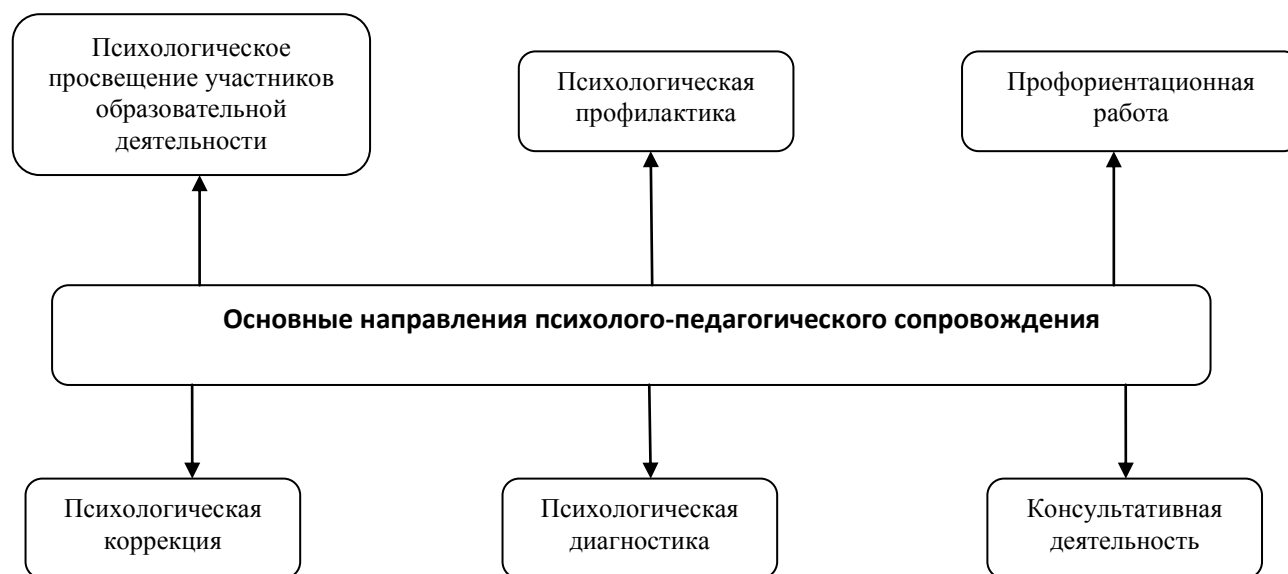 Психологическое
просвещение участников
образовательной
деятельности
Психологическая
профилактика
Профориентационная
работа
Основные направления психолого-педагогического сопровождения
Психологическая
коррекция
Психологическая
диагностика
Консультативная
деятельность